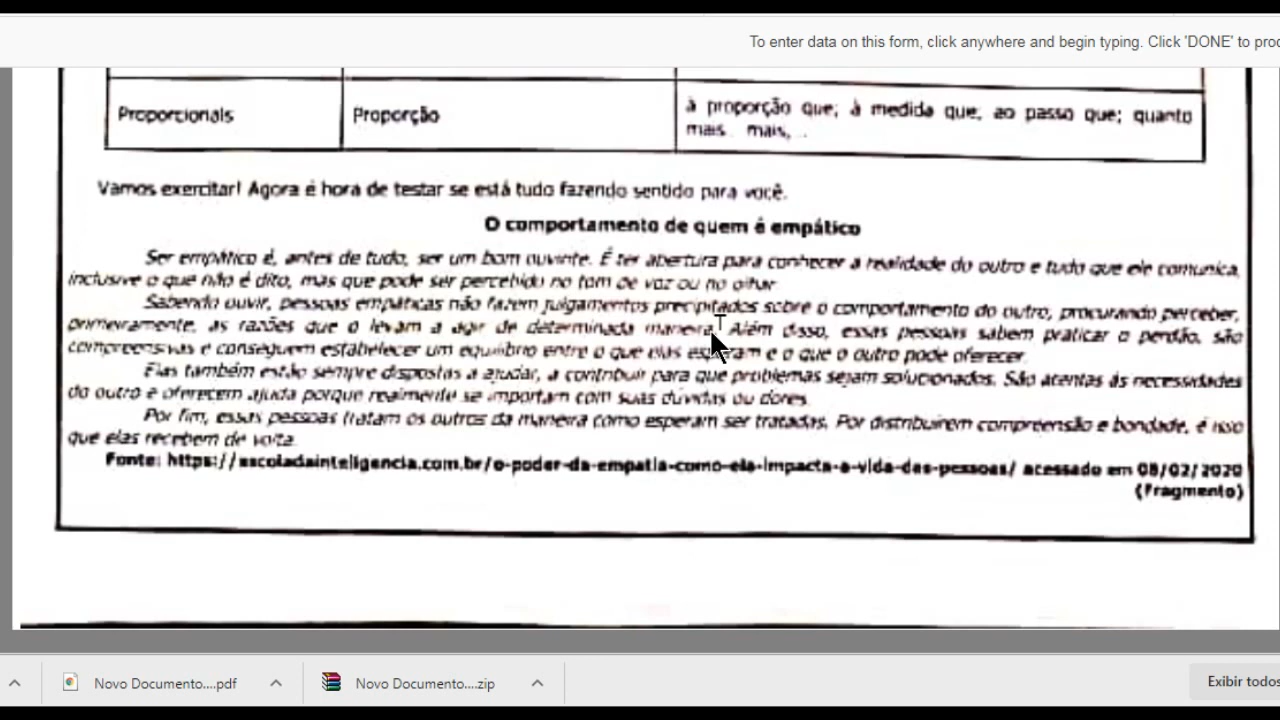 To enter data on this form, click anywhere and begin typing. Click 'DONE' to proc
Proporcionais
Proporção
à proporção que; à medida que; ao passo que; quanto
mais... mais,...
Vamos exercitar! Agora é hora de testar se está tudo fazendo sentido para você.
O comportamento de quem é empático
Ser empático é, antes de tudo, ser um bom ouvinte. É ter abertura para conhecer a realidade do outro e tudo que ele comunica,
inclusive o que não é dito, mas que pode ser percebido no tom de voz ou no olhar
Sabendo ouvir, pessoas empáticas não fazem julgamentos precipitados sobre o comportamento do outro, procurando perceber,
primeiramente, as razões que o levam a agir de determinada maneira. Além disso, essas pessoas sabem praticar o perdão, são
compreensivas e conseguem estabelecer um equilíbrio entre o que elas esperam e o que o outro pode oferecer.
Elas também estão sempre dispostas a ajudar, a contribuir para que problemas sejam solucionados. São atentas às necessidades
do outro e oferecem ajuda porque realmente se importam com suas dúvidas ou dores.
Por fim, essas pessoas tratam os outros da maneira como esperam ser tratadas. Por distribuirem compreensão e bondade, é isso
que elas recebem de volta.
Fonte: https://escoladainteligencia.com.br/o-poder-da-empatia-como-ela-impacta-a-vida-das-pessoas/ acessado em 08/02/2020
(Fragmento)
Novo Documento....pdf
Novo Documento....zip
Exibir todos